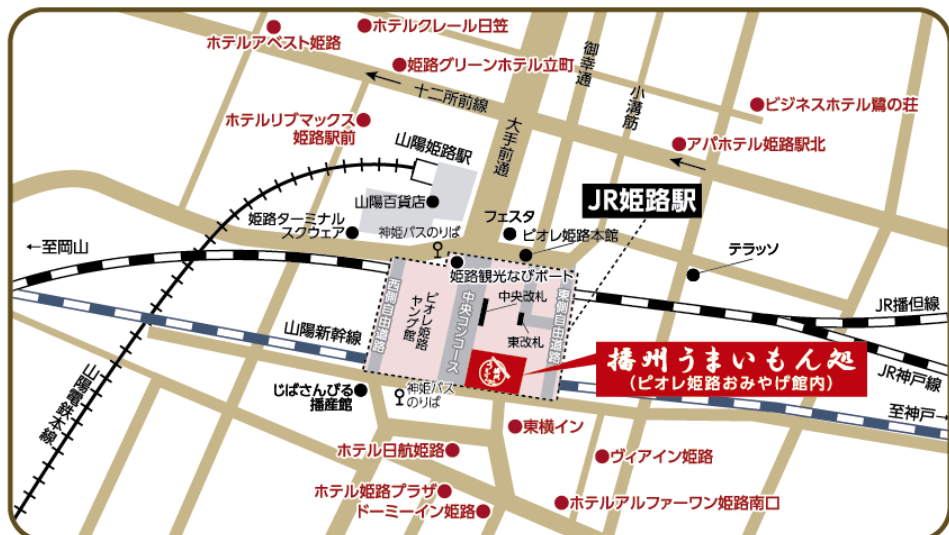 ホテルクレール日笠
ホテルアベスト姫路
姫路グリーンホテル立町
御幸通
小溝筋
十二所前線
ビジネスホテル鷺の荘
ホテルリブマックス
姫路駅前
大手前通
アパホテル姫路駅北
山陽姫路駅
山陽百貨店
JR姫路駅
姫路ターミナル
スクウェア
神姫バスのりば
フェスタ
ピオレ姫路本館
テラッソ
←至岡山
姫路観光なびポート
西側自由道路
ピオレ姫路
ヤング館
中央コンコース
中央改札
東改札
東側自由道路
JR播但線
山陽新幹線
播州うまいもん処
(ピオレ姫路おみやげ館内)
JR神戸線
山陽電鉄本線
じばさんびる
播産館
神姫バス
のりば
至神戸→
東横イン
ホテル日航姫路
ヴィアイン姫路
ホテル姫路プラザ
ドーミーイン姫路
ホテルアルファーワン姫路南口